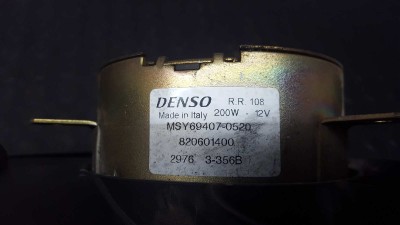 DENSO R.R. 108
Made in Italy 200W - 12V
MSY69407-0520
820601400
2976 3-356B